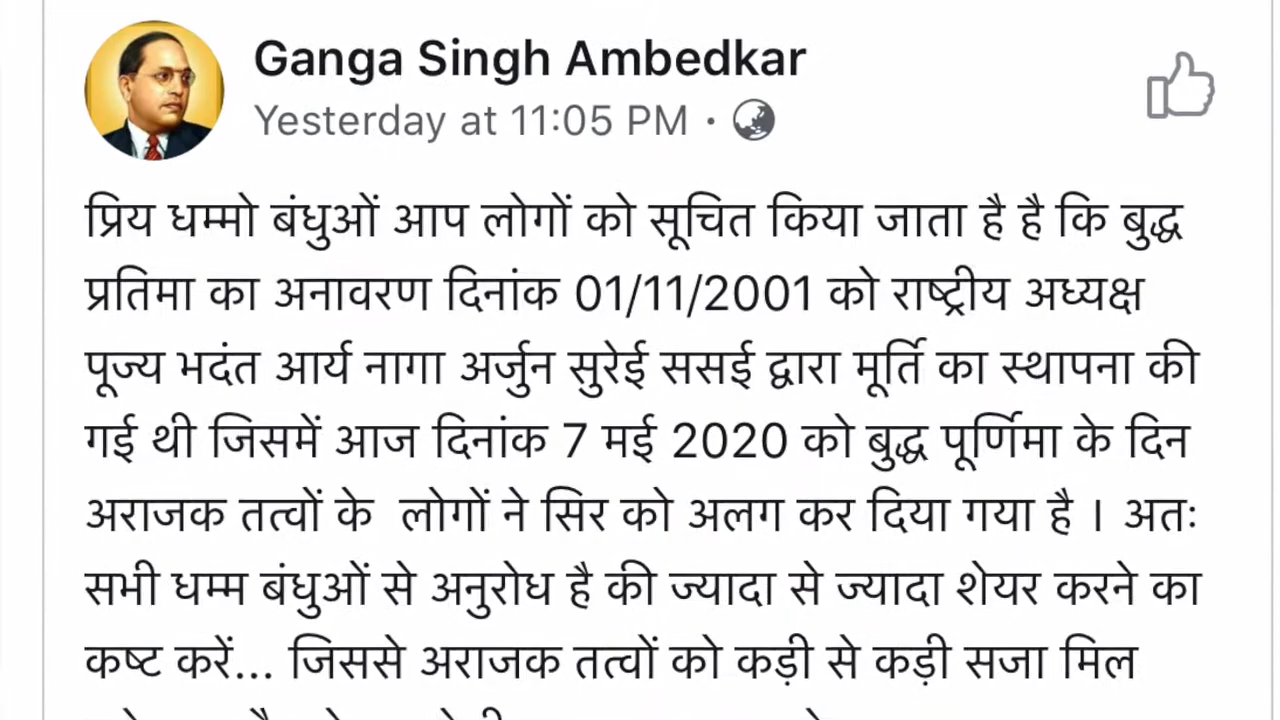 Ganga Singh Ambedkar
Yesterday at 11:05 PM ·
प्रिय धम्मो बंधुओं आप लोगों को सूचित किया जाता है है कि बुद्ध
प्रतिमा का अनावरण दिनांक 01/11/2001 को राष्ट्रीय अध्यक्ष
पूज्य भदंत आर्य नागा अर्जुन सुरेई ससई द्वारा मूर्ति का स्थापना की
गई थी जिसमें आज दिनांक 7 मई 2020 को बुद्ध पूर्णिमा के दिन
अराजक तत्वों के लोगों ने सिर को अलग कर दिया गया है । अतः
सभी धम्म बंधुओं से अनुरोध है की ज्यादा से ज्यादा शेयर करने का
कष्ट करें... जिससे अराजक तत्वों को कड़ी से कड़ी सजा मिल